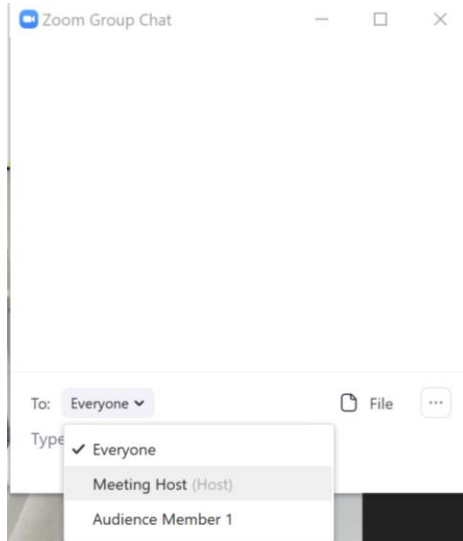 Zoom Group Chat
To: Everyone File
Type
Everyone
Meeting Host (Host)
Audience Member 1